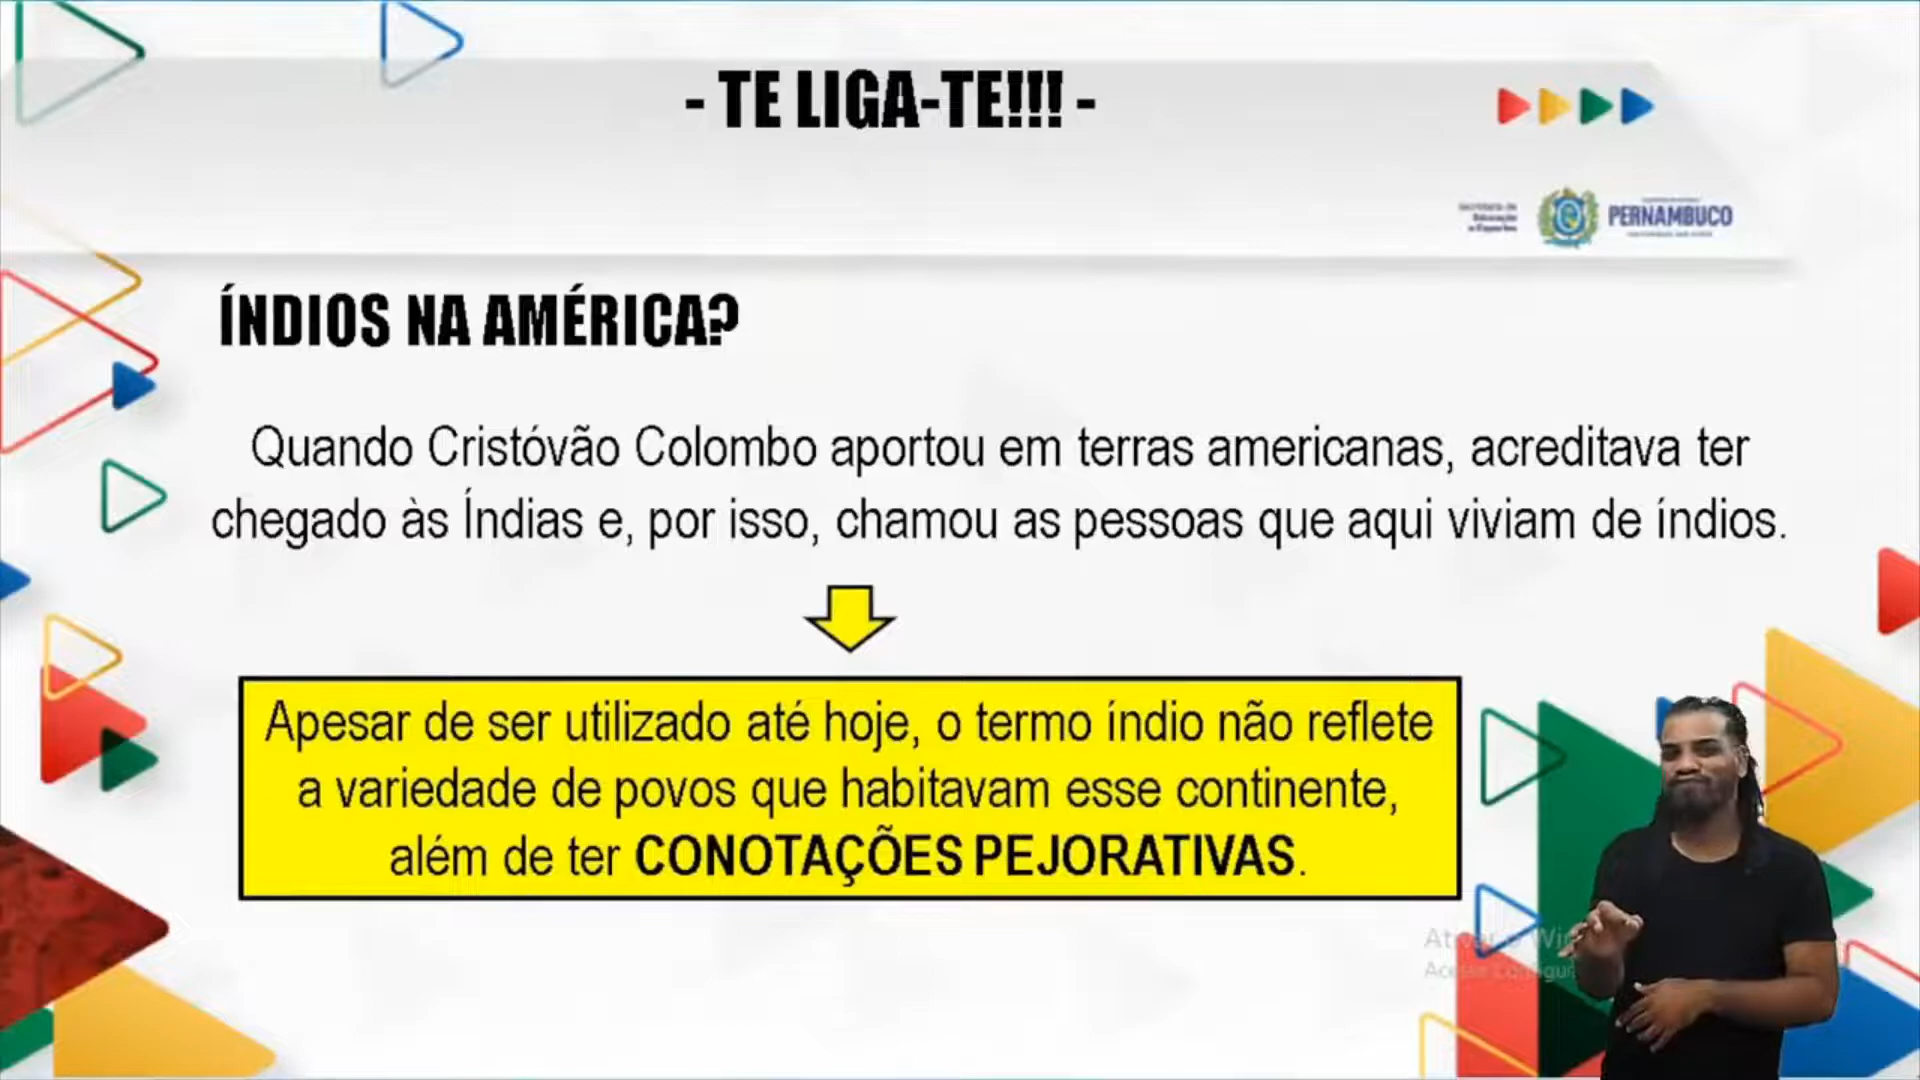 - TE LIGA-TE!!! -
PERNAMBUCO
ÍNDIOS NA AMÉRICA?
Quando Cristóvão Colombo aportou em terras americanas, acreditava ter
chegado às Índias e, por isso, chamou as pessoas que aqui viviam de índios.
Apesar de ser utilizado até hoje, o termo índio não reflete
a variedade de povos que habitavam esse continente,
além de ter CONOTAÇÕES PEJORATIVAS.